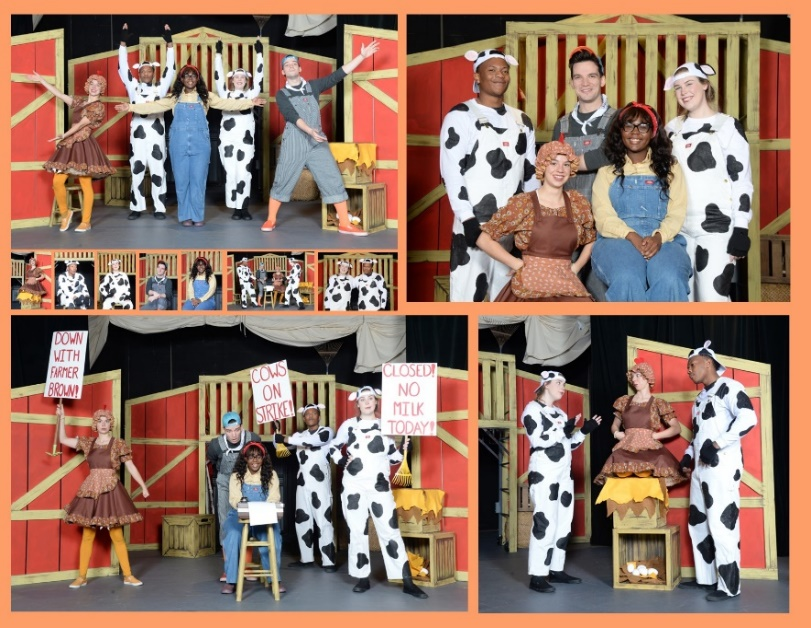 DOWN
WITH
FARMER
BROWN!
COWS
ON
STRIKE!
CLOSED!
NO
MILK
TODAY!